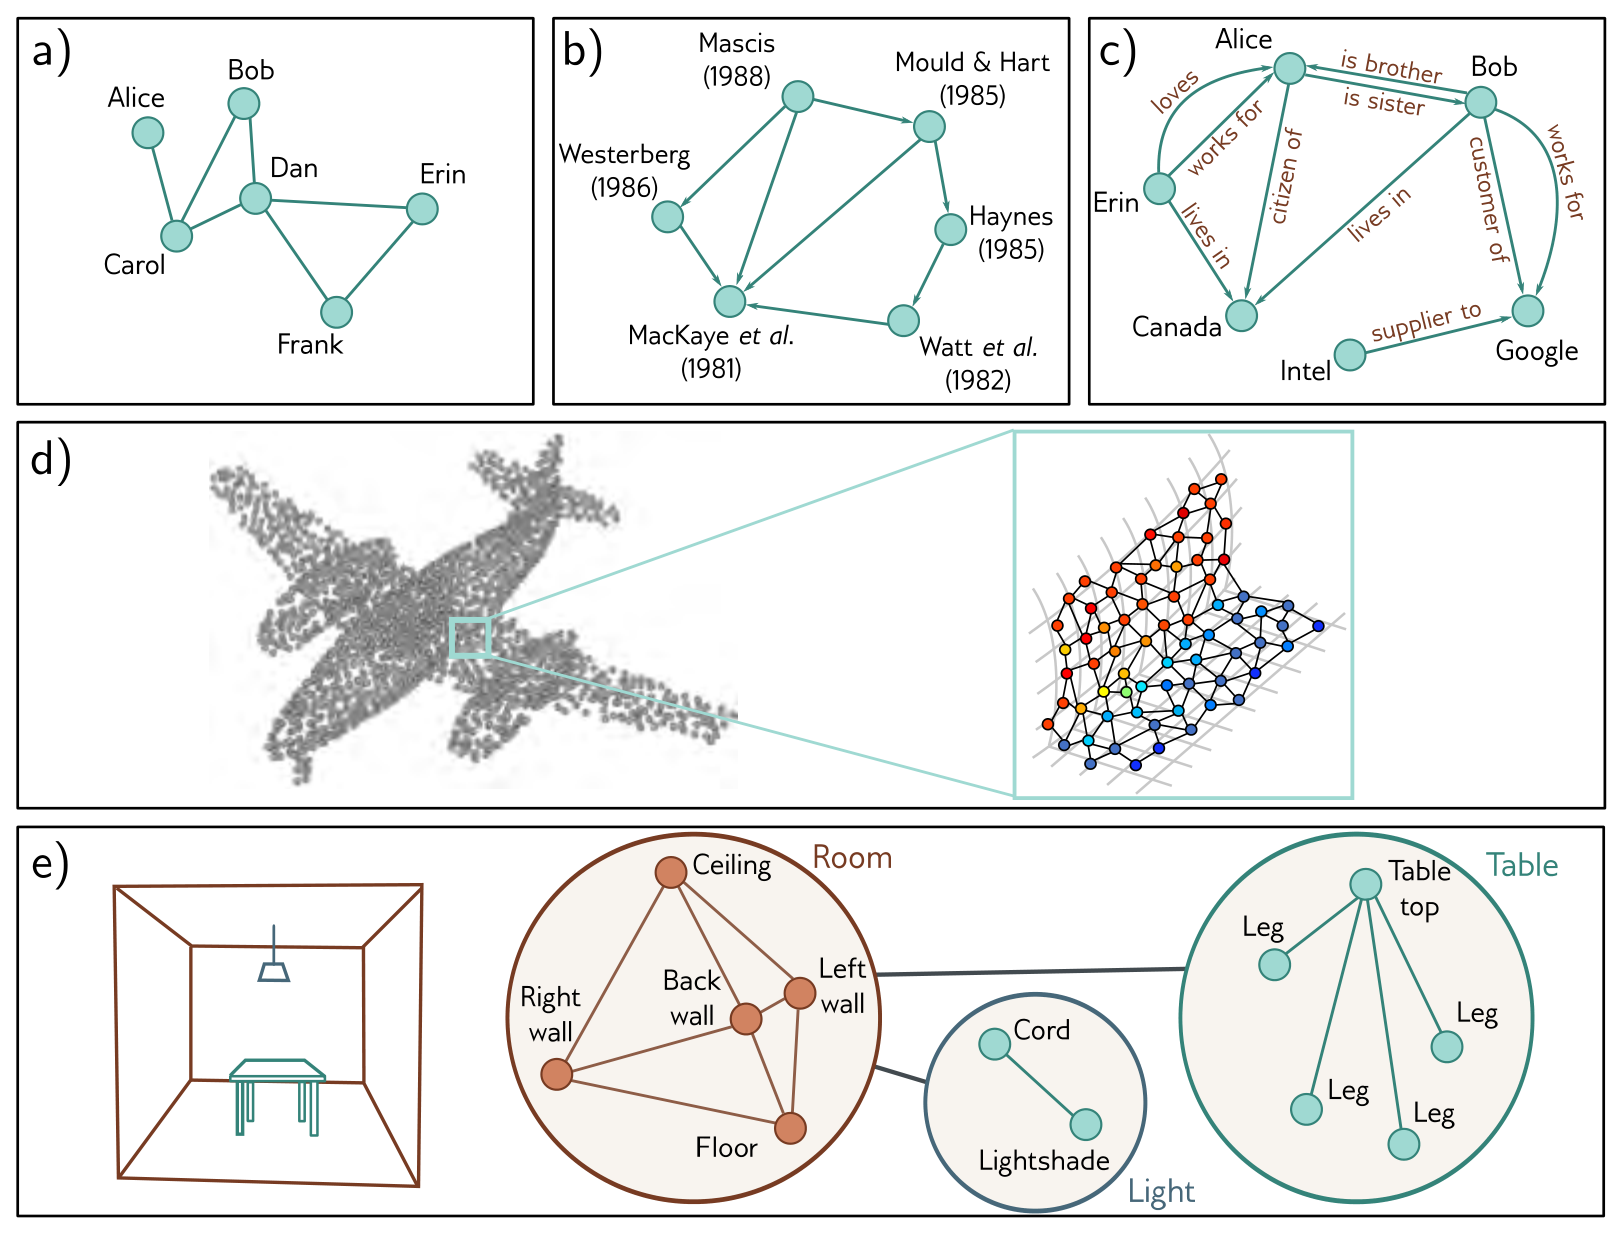 a)
Alice
Bob
Dan
Erin
Carol
Frank
b)
Mascis
(1988)
Mould & Hart
(1985)
Westerberg
(1986)
Haynes
(1985)
MacKaye et al.
(1981)
Watt et al.
(1982)
c)
Alice
Bob
is brother
is sister
loves
works for
citizen of
customer of
works for
Erin
lives in
lives in
Canada
supplier to
Intel
Google
d)
e)
Room
Ceiling
Left
wall
Back
wall
Right
wall
Floor
Cord
Lightshade
Light
Table
Table
top
Leg
Leg
Leg
Leg